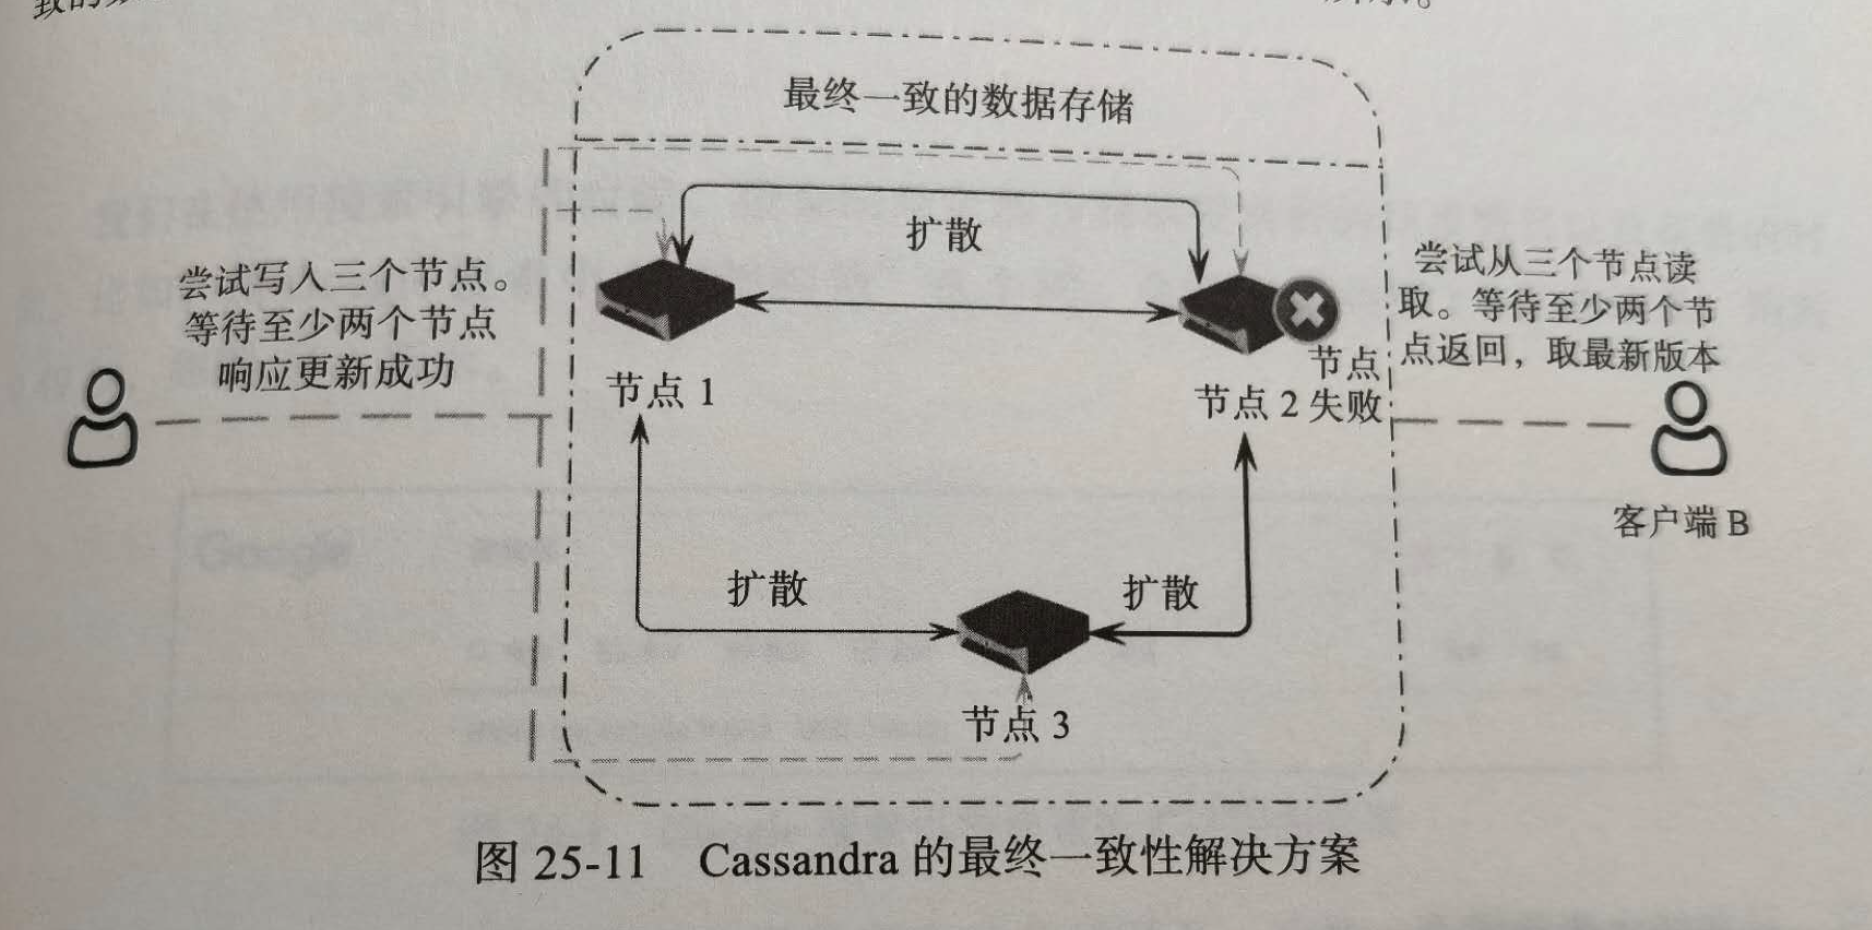 最终一致的数据存储
扩散
尝试写入三个节点。
等待至少两个节点
响应更新成功
尝试从三个节点读
取。等待至少两个节
点返回，取最新版本
节点 1
节点 2
节点
失败
客户端 B
扩散
扩散
节点 3
图 25-11 Cassandra 的最终一致性解决方案